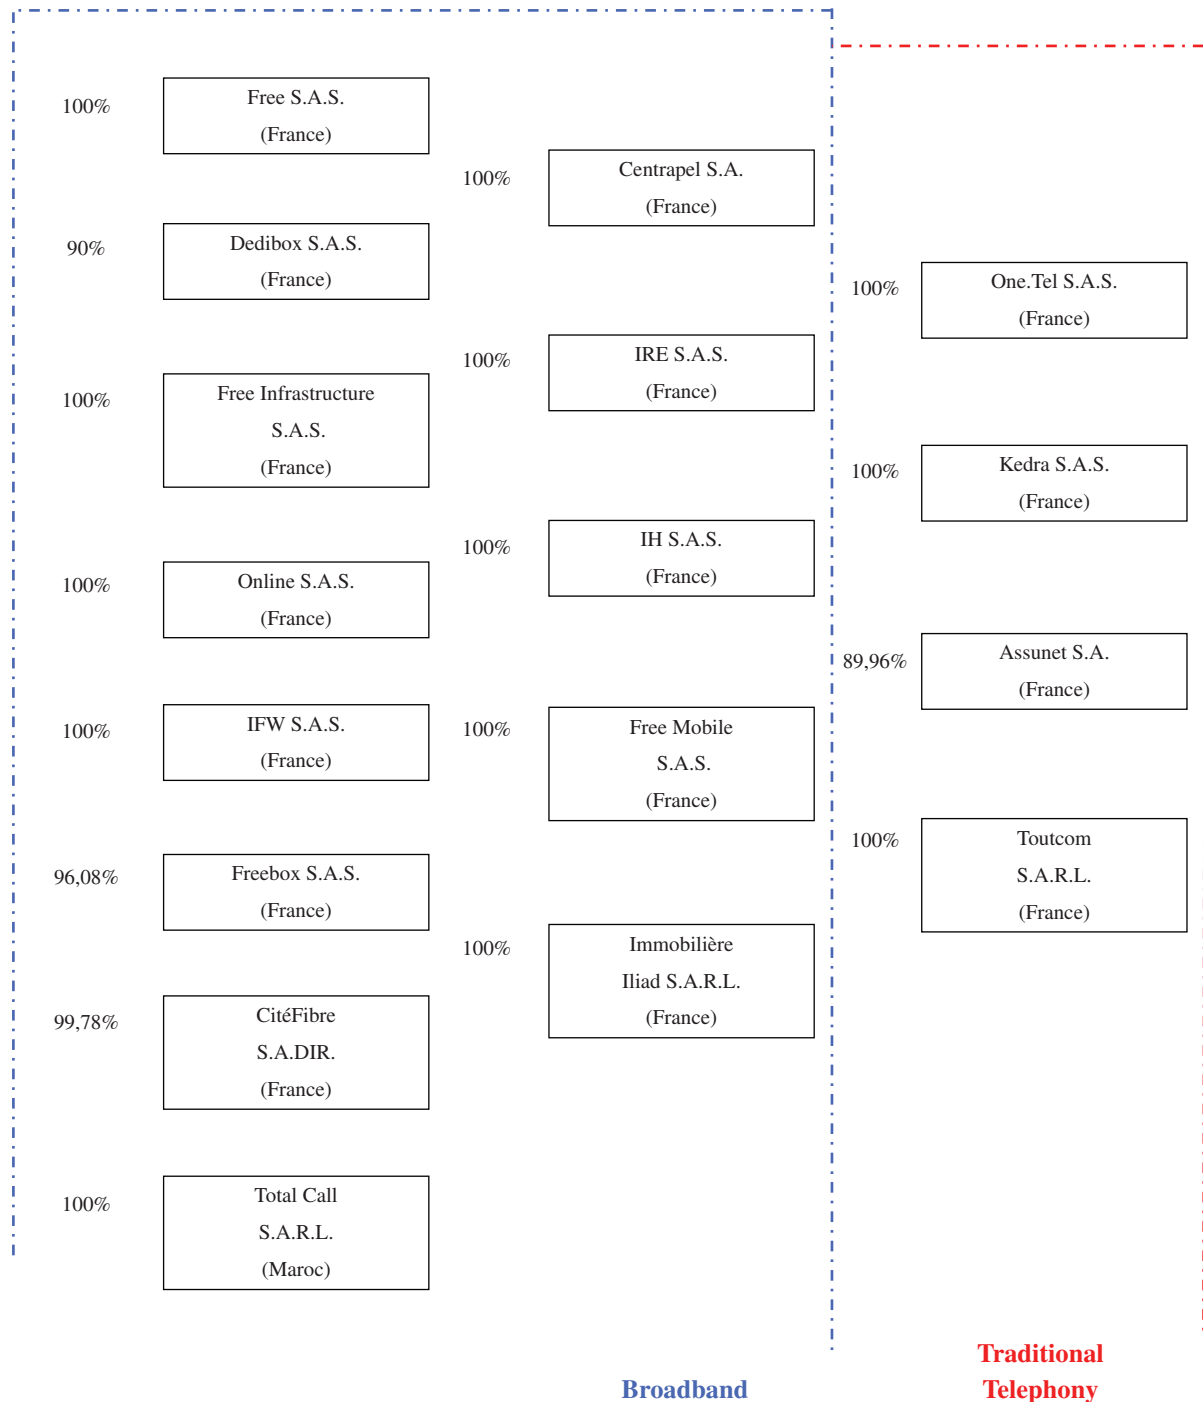 100%
Free S.A.S.
(France)
90%
Dedibox S.A.S.
(France)
100%
Free Infrastructure
S.A.S.
(France)
100%
Online S.A.S.
(France)
100%
IFW S.A.S.
(France)
96,08%
Freebox S.A.S.
(France)
99,78%
CitéFibre
S.A.DIR.
(France)
100%
Total Call
S.A.R.L.
(Maroc)
100%
Centrapel S.A.
(France)
100%
IRE S.A.S.
(France)
100%
IH S.A.S.
(France)
100%
Free Mobile
S.A.S.
(France)
100%
Immobilière
Iliad S.A.R.L.
(France)
Broadband
100%
One.Tel S.A.S.
(France)
100%
Kedra S.A.S.
(France)
89,96%
Assunet S.A.
(France)
100%
Toutcom
S.A.R.L.
(France)
Traditional
Telephony